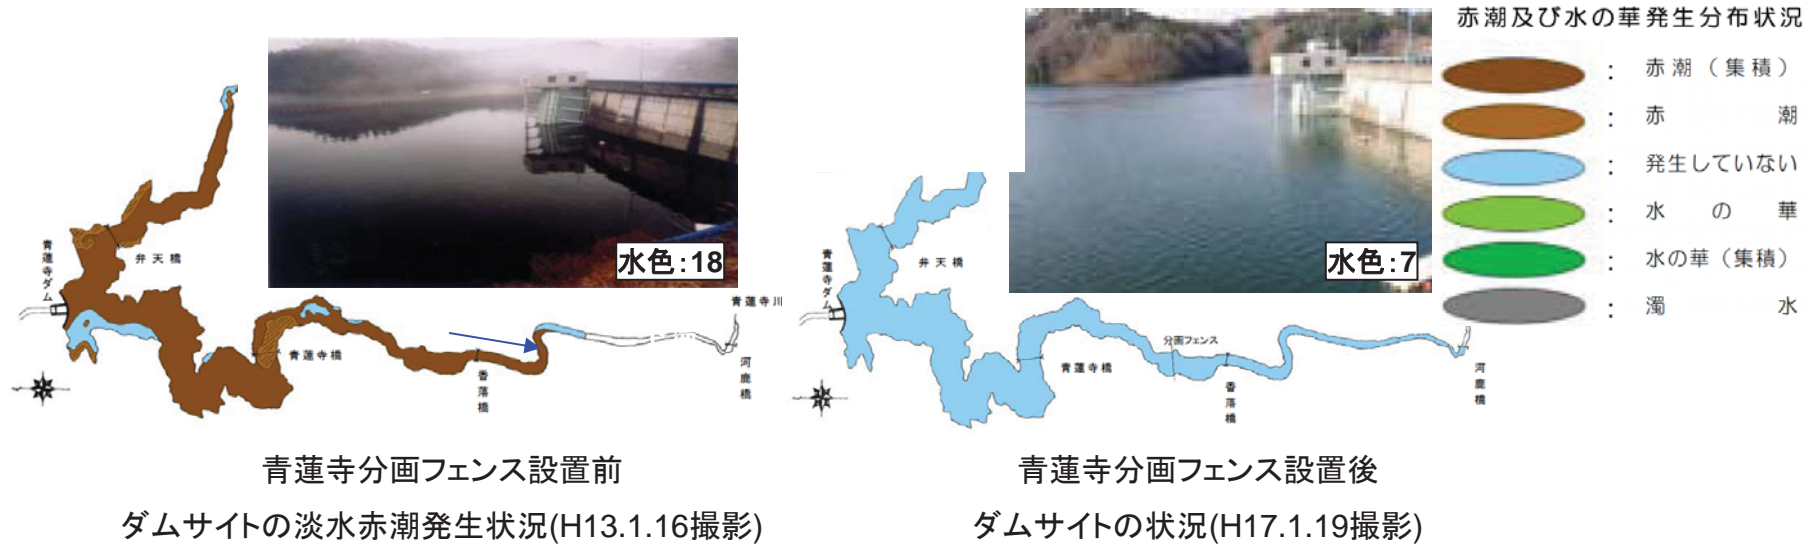 水色:18
青蓮寺ダム
弁天橋
青蓮寺橋
香落橋
青蓮寺川
河鹿橋
青蓮寺分画フェンス設置前
ダムサイトの淡水赤潮発生状況(H13.1.16撮影)
水色:7
青蓮寺ダム
弁天橋
青蓮寺橋
分画フェンス
香落橋
河鹿橋
青蓮寺分画フェンス設置後
ダムサイトの状況(H17.1.19撮影)
赤潮及び水の華発生分布状況
: 赤潮(集積)
: 赤潮
: 発生していない
: 水の華
: 水の華(集積)
: 濁水